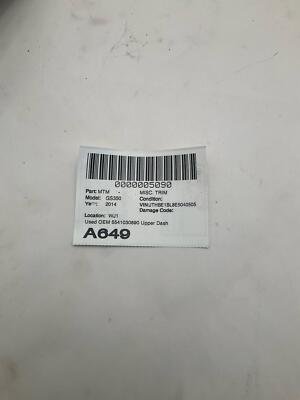 0000005090
Part: MTM - MISC. TRIM
Model: GS350 Condition:
Year: 2014 VIN:JTHBE1BL8E5040505
Damage Code:
Location: WJ1
Used OEM 5541030890 Upper Dash
A649